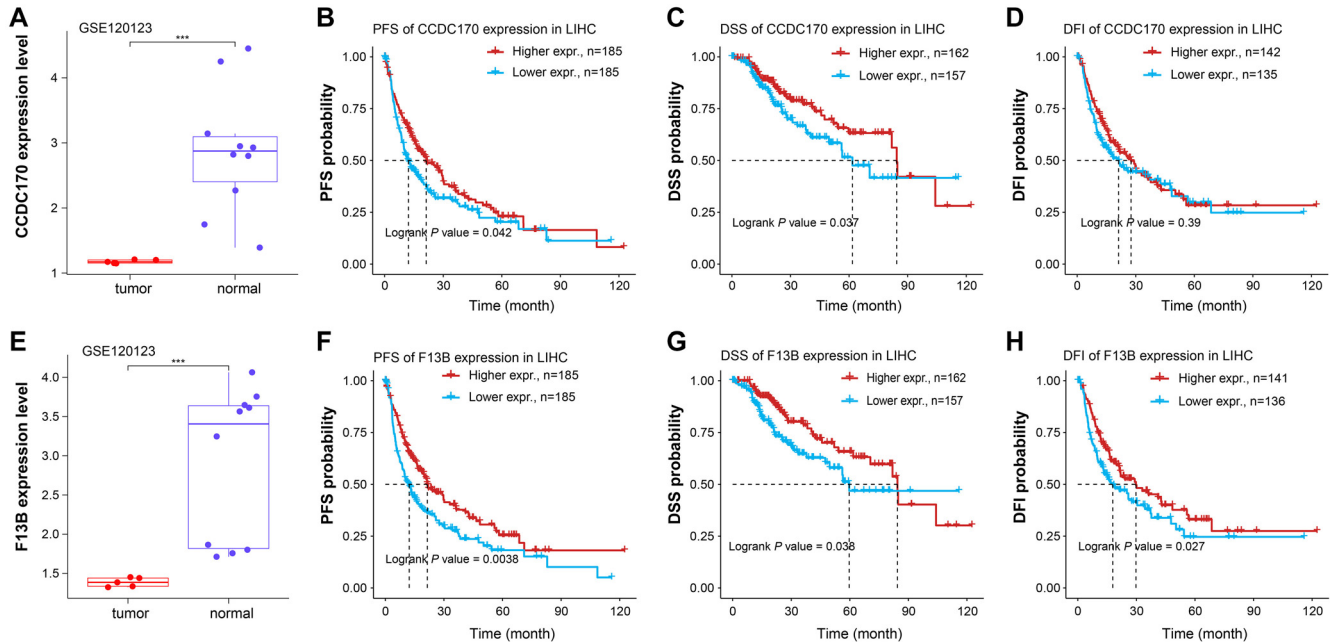 A
GSE120123
***
CCDC170 expression level
4
3
2
1
tumor
normal
B
PFS of CCDC170 expression in LIHC
Higher expr., n=185
Lower expr., n=185
PFS probability
1.00
0.75
0.50
0.25
0.00
Logrank P value = 0.042
0 30 60 90 120
Time (month)
C
DSS of CCDC170 expression in LIHC
Higher expr., n=162
Lower expr., n=157
DSS probability
1.00
0.75
0.50
0.25
0.00
Logrank P value = 0.037
0 30 60 90 120
Time (month)
D
DFI of CCDC170 expression in LIHC
Higher expr., n=142
Lower expr., n=135
DFI probability
1.00
0.75
0.50
0.25
0.00
Logrank P value = 0.39
0 30 60 90 120
Time (month)
E
GSE120123
***
F13B expression level
4.0
3.5
3.0
2.5
2.0
1.5
tumor
normal
F
PFS of F13B expression in LIHC
Higher expr., n=185
Lower expr., n=185
PFS probability
1.00
0.75
0.50
0.25
0.00
Logrank P value = 0.0038
0 30 60 90 120
Time (month)
G
DSS of F13B expression in LIHC
Higher expr., n=162
Lower expr., n=157
DSS probability
1.00
0.75
0.50
0.25
0.00
Logrank P value = 0.038
0 30 60 90 120
Time (month)
H
DFI of F13B expression in LIHC
Higher expr., n=141
Lower expr., n=136
DFI probability
1.00
0.75
0.50
0.25
0.00
Logrank P value = 0.027
0 30 60 90 120
Time (month)